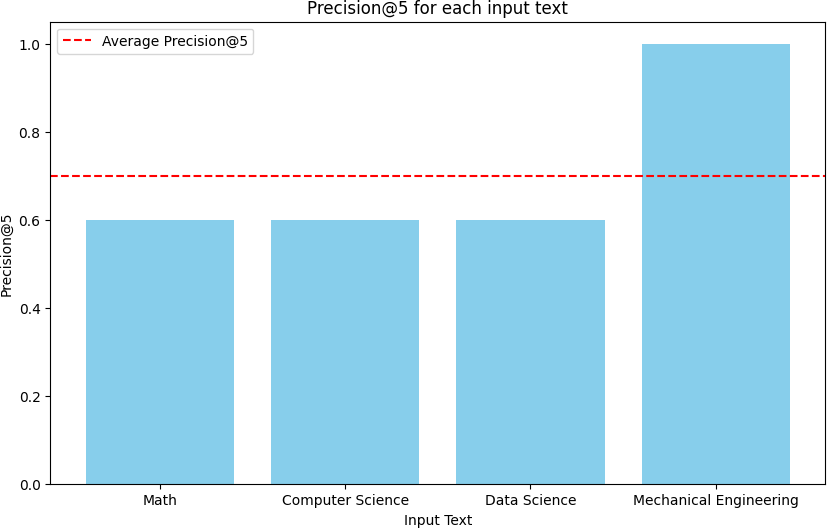 Precision@5 for each input text
Average Precision@5
1.0
0.8
0.6
0.4
0.2
0.0
Precision@5
Math
Computer Science
Data Science
Mechanical Engineering
Input Text